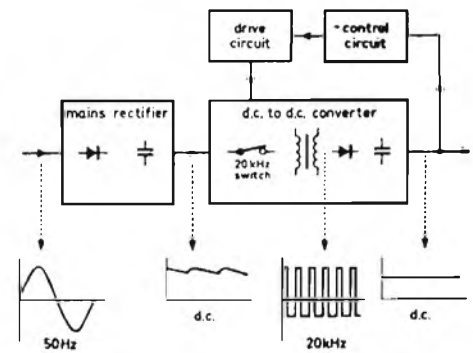 drive
circuit
control
circuit
mains rectifier
d.c. to d.c. converter
20kHz
switch
50Hz
d.c.
20kHz
d.c.